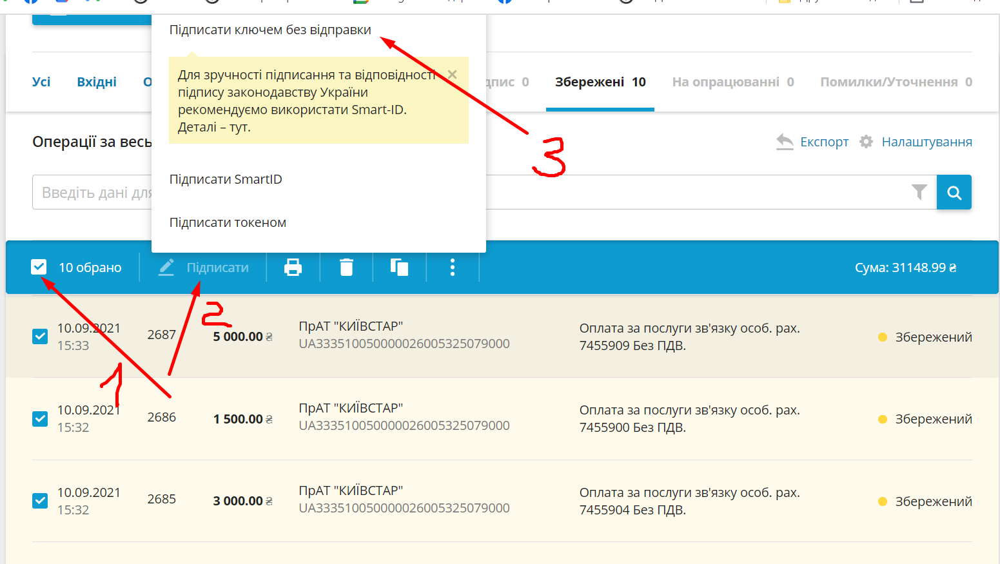 Підписати ключем без відправки
Для зручності підписання та відповідності
підпису законодавству України
рекомендуємо використати Smart-ID.
Деталі – тут.
Підписати SmartID
Підписати токеном
Усі Вхідні 0 Збережені 10 На опрацюванні 0 Помилки/Уточнення 0
3
Операції за весь Експорт Налаштування
Введіть дані для
10 обрано Підписати Сума: 31148.99 ₴
2
1
10.09.2021 2687 5 000.00 ₴ ПрАТ "КИЇВСТАР" Оплата за послуги зв'язку особ. рах. Збережений
15:33 UA333510050000026005325079000 7455909 Без ПДВ.
10.09.2021 2686 1 500.00 ₴ ПрАТ "КИЇВСТАР" Оплата за послуги зв'язку особ. рах. Збережений
15:32 UA333510050000026005325079000 7455900 Без ПДВ.
10.09.2021 2685 3 000.00 ₴ ПрАТ "КИЇВСТАР" Оплата за послуги зв'язку особ. рах. Збережений
15:32 UA333510050000026005325079000 7455904 Без ПДВ.